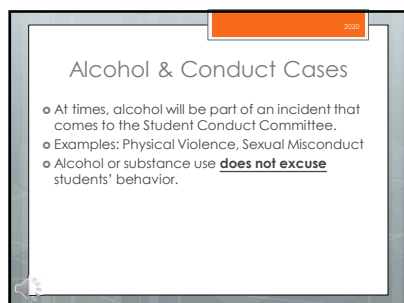 2020
Alcohol & Conduct Cases
At times, alcohol will be part of an incident that
comes to the Student Conduct Committee.
Examples: Physical Violence, Sexual Misconduct
Alcohol or substance use does not excuse
students' behavior.